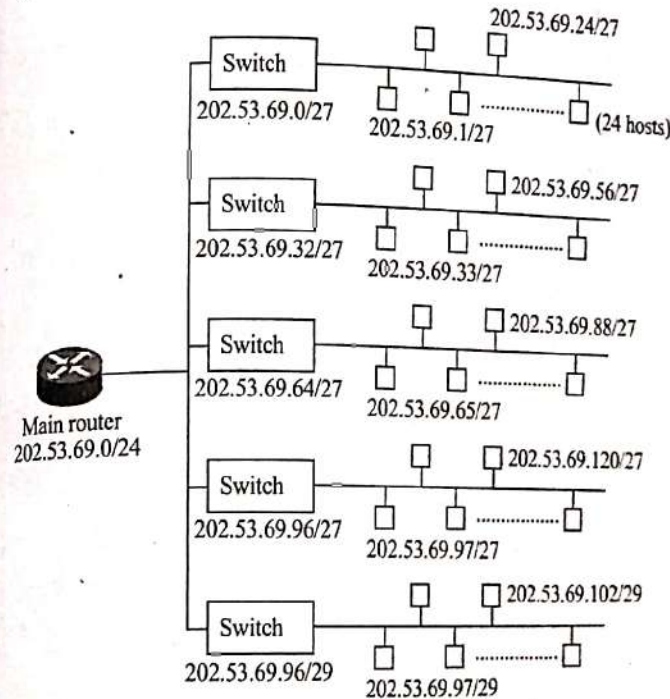 202.53.69.24/27
Switch
202.53.69.0/27
202.53.69.1/27
(24 hosts)
Switch
202.53.69.56/27
202.53.69.32/27
202.53.69.33/27
Switch
202.53.69.88/27
202.53.69.64/27
202.53.69.65/27
Main router
202.53.69.0/24
Switch
202.53.69.120/27
202.53.69.96/27
202.53.69.97/27
Switch
202.53.69.102/29
202.53.69.96/29
202.53.69.97/29